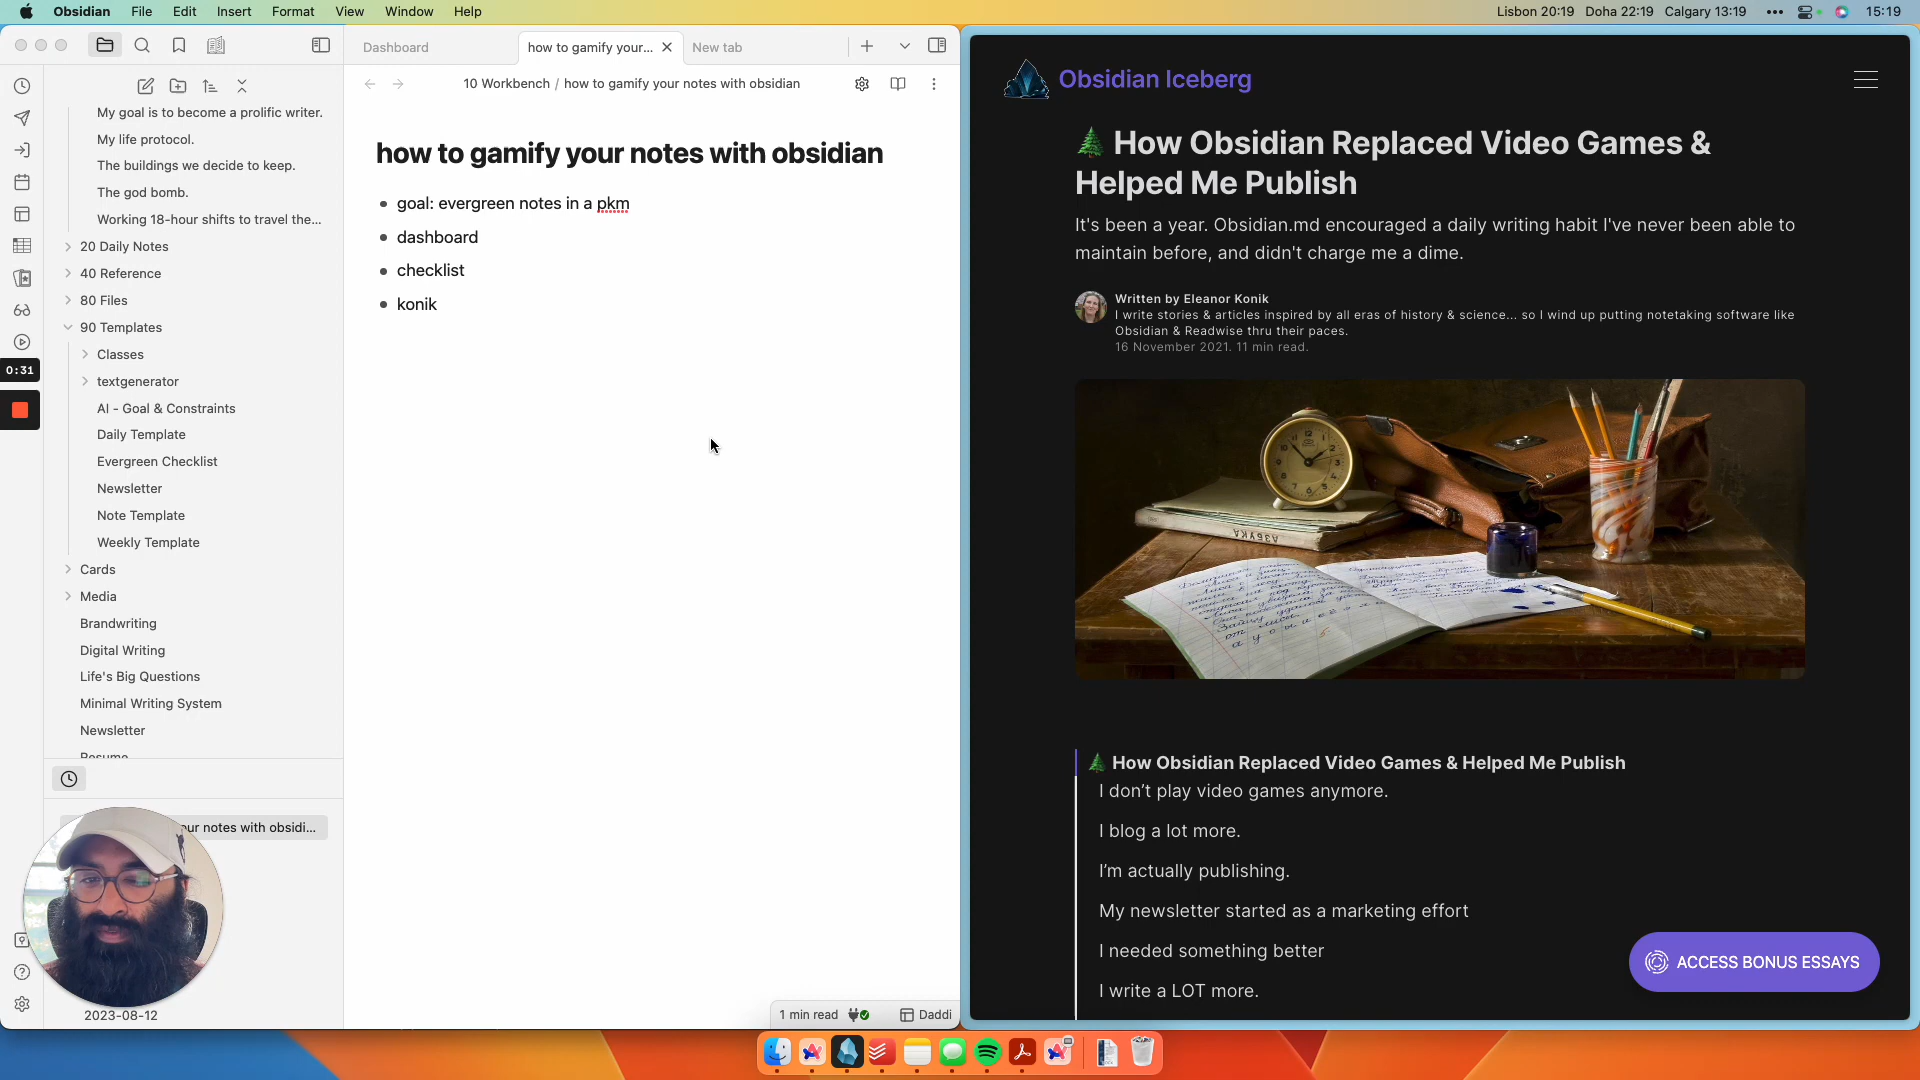 Obsidian File Edit Insert Format View Window Help
Lisbon 20:19 Doha 22:19 Calgary 13:19 ••• 15:19
Dashboard
how to gamify your...
New tab
10 Workbench / how to gamify your notes with obsidian
My goal is to become a prolific writer.
My life protocol.
The buildings we decide to keep.
The god bomb.
Working 18-hour shifts to travel the...
20 Daily Notes
40 Reference
80 Files
90 Templates
Classes
textgenerator
AI - Goal & Constraints
Daily Template
Evergreen Checklist
Newsletter
Note Template
Weekly Template
Cards
Media
Brandwriting
Digital Writing
Life's Big Questions
Minimal Writing System
Newsletter
Resume
0:31
our notes with obsidi...
2023-08-12
how to gamify your notes with obsidian
• goal: evergreen notes in a pkm
• dashboard
• checklist
• konik
1 min read
Daddi
Obsidian Iceberg
🌲 How Obsidian Replaced Video Games &
Helped Me Publish
It's been a year. Obsidian.md encouraged a daily writing habit I've never been able to
maintain before, and didn't charge me a dime.
Written by Eleanor Konik
I write stories & articles inspired by all eras of history & science... so I wind up putting notetaking software like
Obsidian & Readwise thru their paces.
16 November 2021. 11 min read.
🌲 How Obsidian Replaced Video Games & Helped Me Publish
I don’t play video games anymore.
I blog a lot more.
I’m actually publishing.
My newsletter started as a marketing effort
I needed something better
I write a LOT more.
ACCESS BONUS ESSAYS